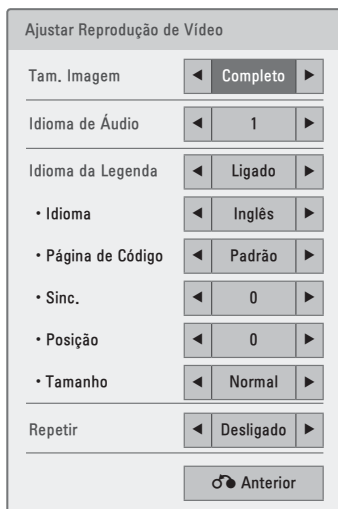 Ajustar Reprodução de Vídeo
Tam. Imagem ◄ Completo ►
Idioma de Áudio ◄ 1 ►
Idioma da Legenda ◄ Ligado ►
• Idioma ◄ Inglês ►
• Página de Código ◄ Padrão ►
• Sinc. ◄ 0 ►
• Posição ◄ 0 ►
• Tamanho ◄ Normal ►
Repetir ◄ Desligado ►
Anterior